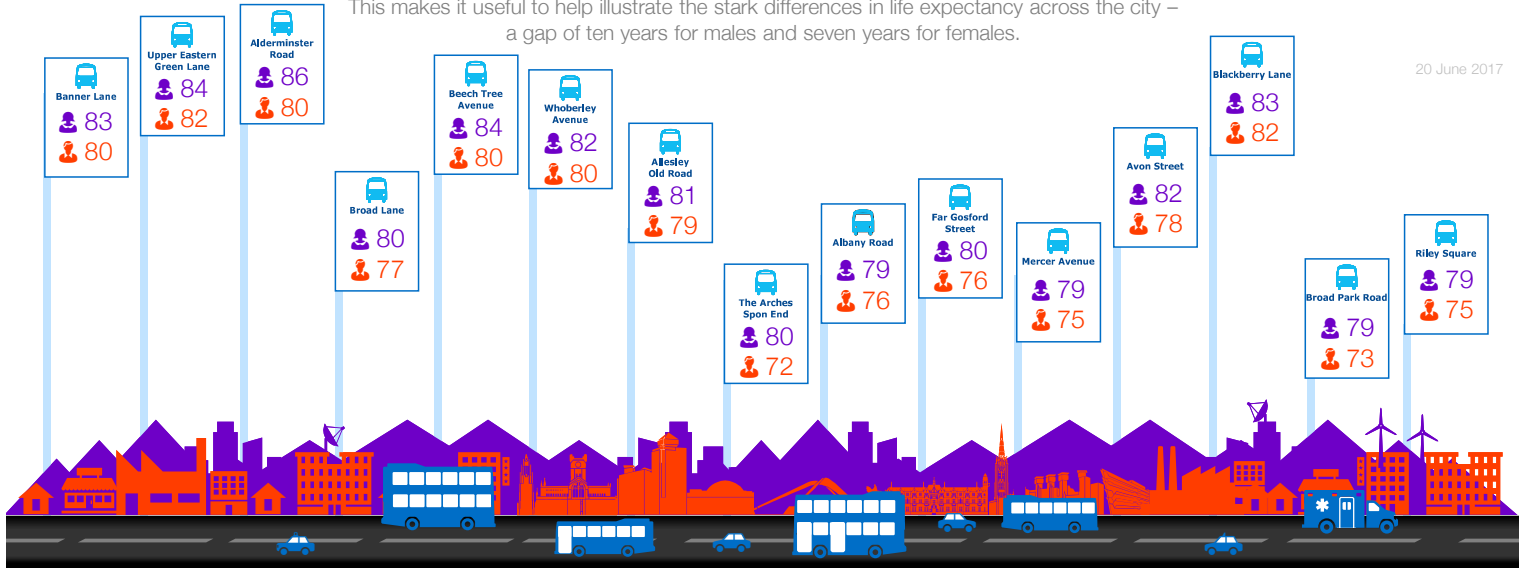 This makes it useful to help illustrate the stark differences in life expectancy across the city –
a gap of ten years for males and seven years for females.
20 June 2017
Banner Lane
83
80
Upper Eastern
Green Lane
84
82
Alderminster
Road
86
80
Broad Lane
80
77
Beech Tree
Avenue
84
80
Whoberley
Avenue
82
80
Allesley
Old Road
81
79
The Arches
Spon End
80
72
Albany Road
79
76
Far Gosford
Street
80
76
Mercer Avenue
79
75
Avon Street
82
78
Blackberry Lane
83
82
Broad Park Road
79
73
Riley Square
79
75